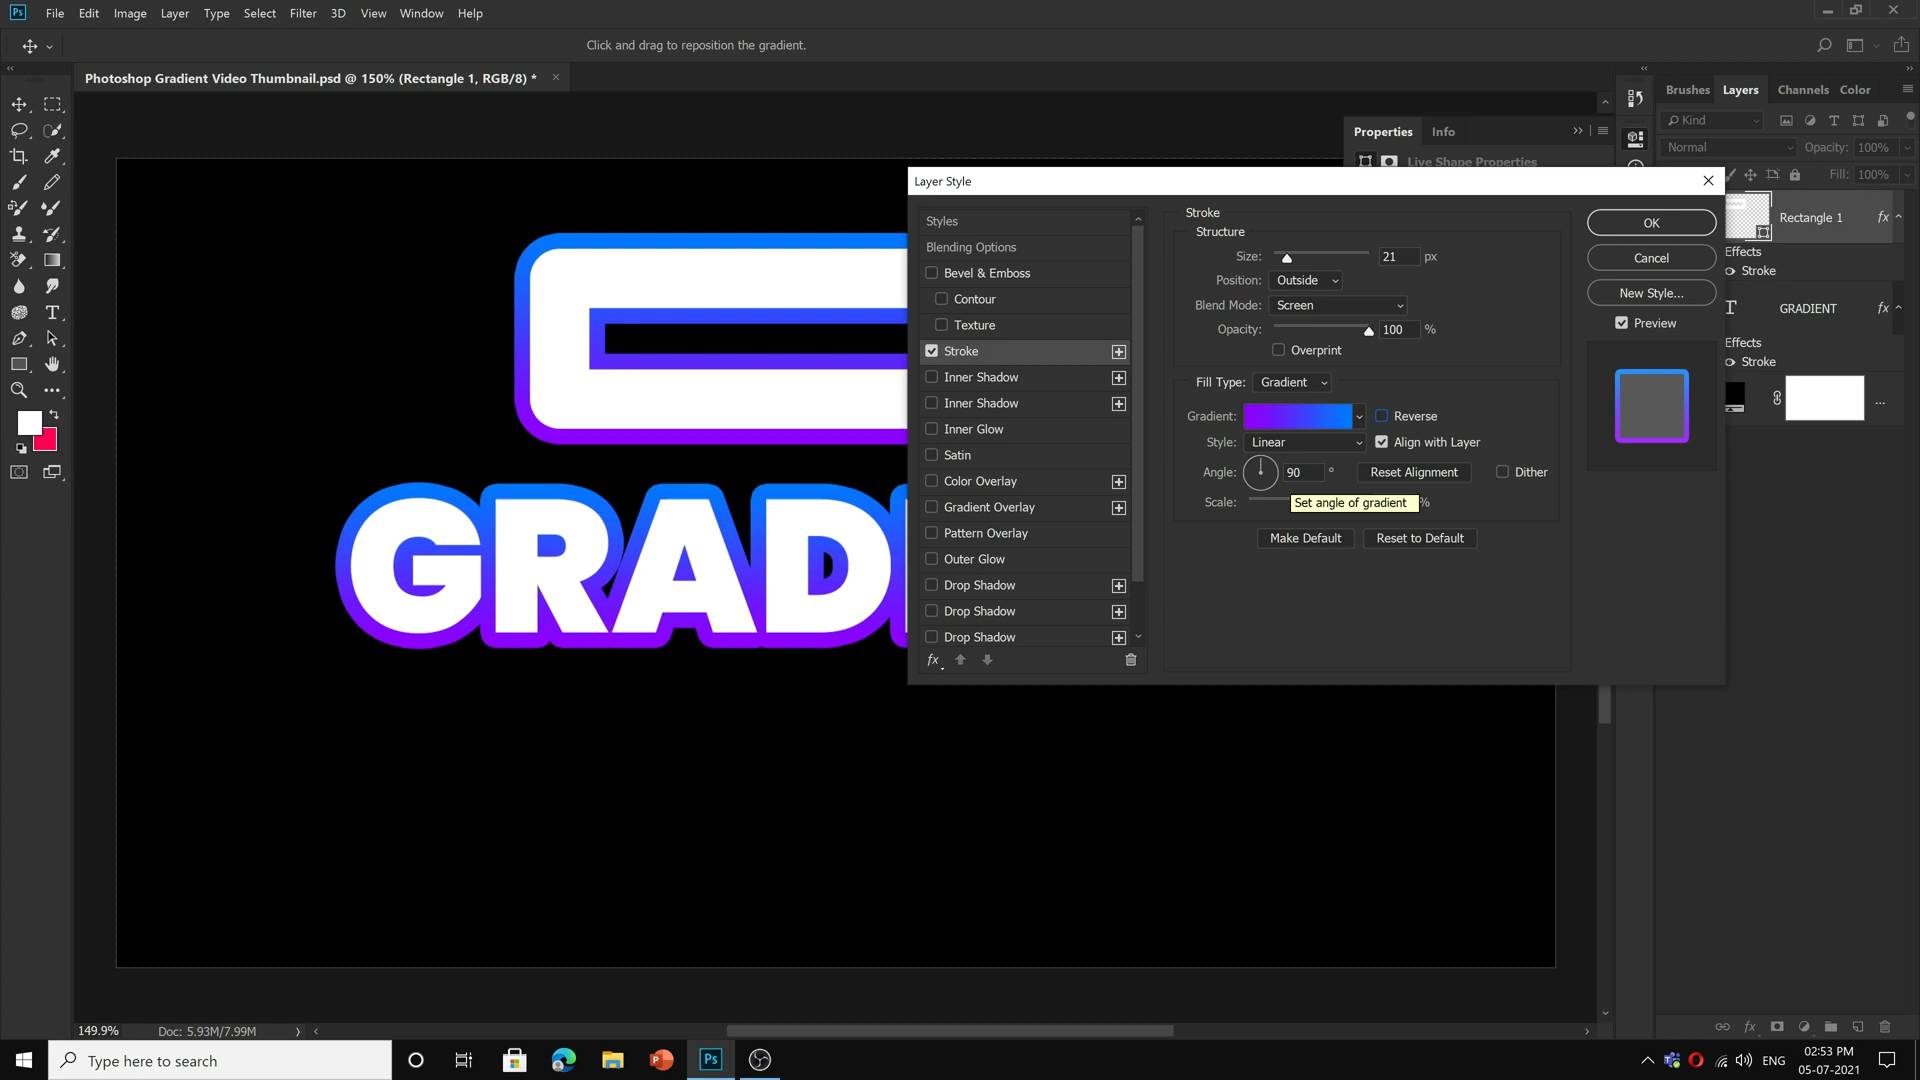 Ps File Edit Image Layer Type Select Filter 3D View Window Help
Click and drag to reposition the gradient.
Photoshop Gradient Video Thumbnail.psd @ 150% (Rectangle 1, RGB/8) * ×
Brushes Layers Channels Color
Kind
Normal Opacity: 100%
Fill: 100%
Properties Info
Live Shape Properties
Layer Style
Styles
Blending Options
Bevel & Emboss
Contour
Texture
Stroke
Inner Shadow
Inner Shadow
Inner Glow
Satin
Color Overlay
Gradient Overlay
Pattern Overlay
Outer Glow
Drop Shadow
Drop Shadow
Drop Shadow
fx
Stroke
Structure
Size: 21 px
Position: Outside
Blend Mode: Screen
Opacity: 100 %
Overprint
Fill Type: Gradient
Gradient: Reverse
Style: Linear Align with Layer
Angle: 90 ° Reset Alignment Dither
Scale: %
Set angle of gradient
Make Default Reset to Default
OK
Cancel
New Style...
Preview
Rectangle 1 fx
Effects
Stroke
T GRADIENT fx
Effects
Stroke
...
GRADI
149.9% Doc: 5.93M/7.99M
fx
Type here to search
Ps
ENG
02:53 PM
05-07-2021